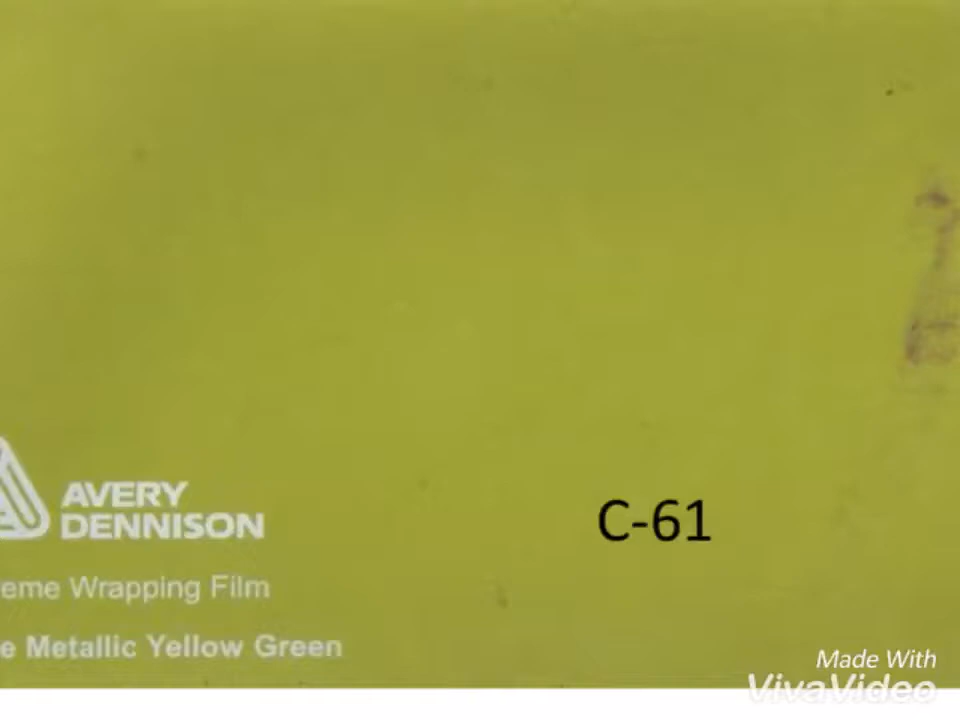 AVERY
DENNISON
C-61
eme Wrapping Film
e Metallic Yellow Green
Made With
VivaVideo